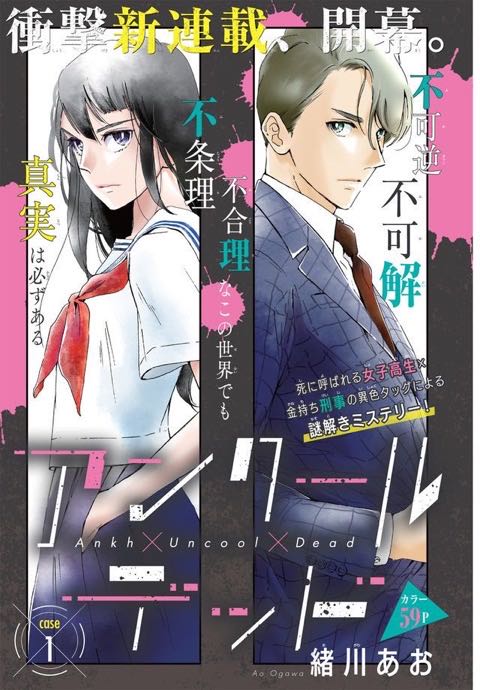 衝撃新連載、開幕。
不可逆
不可解
不条理
不合理なこの世界でも
真実は必ずある
死に呼ばれる女子高生×
金持ち刑事の異色タッグによる
謎解きミステリー！
アンクール
Ankh×Uncool×Dead
デッド
case
1
カラー
59P
Ao Ogawa
緒川あお